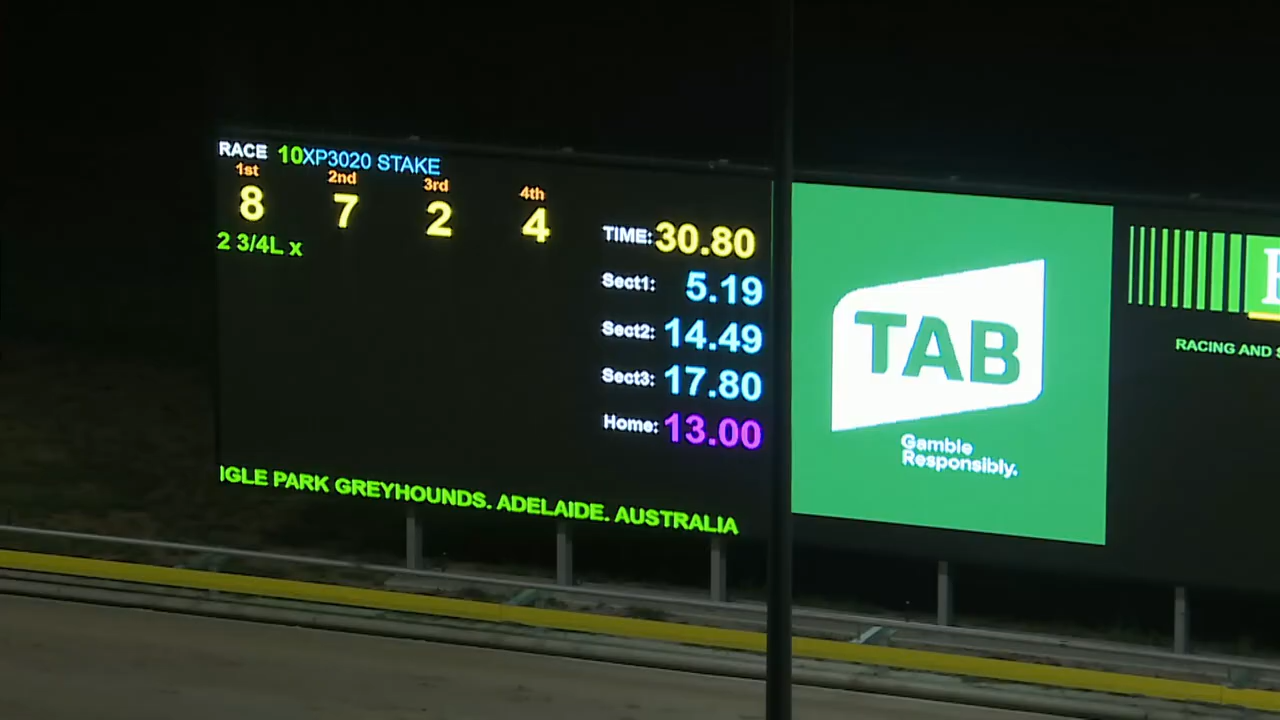 RACE 10XP3020 STAKE
1st 2nd 3rd 4th
8 7 2 4
2 3/4L x
TIME: 30.80
Sect1: 5.19
Sect2: 14.49
Sect3: 17.80
Home: 13.00
GLE PARK GREYHOUNDS. ADELAIDE. AUSTRALIA
TAB
Gamble
Responsibly.
RACING AND